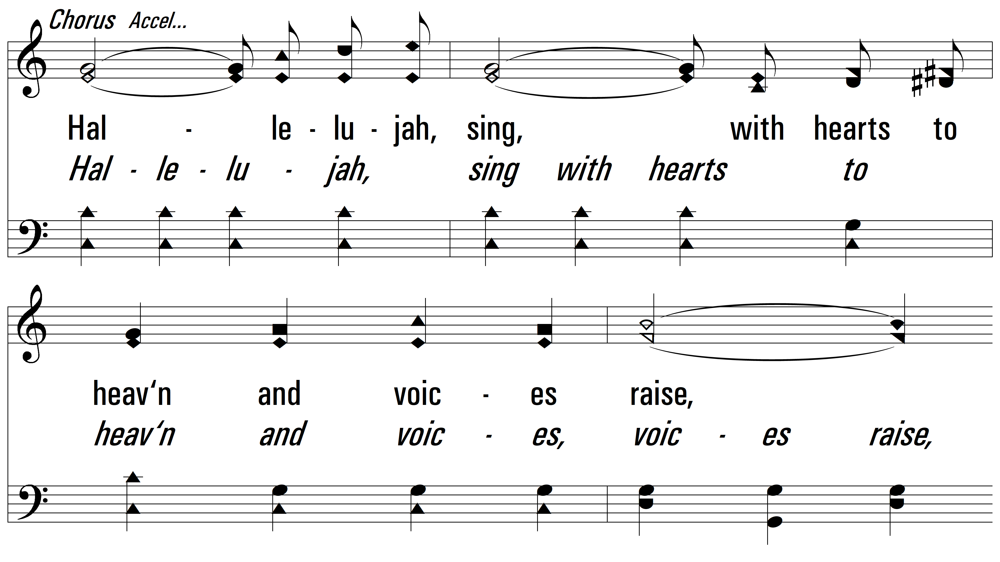 Chorus Accel...
Hal - le - lu - jah, sing, with hearts to
Hal - le - lu - jah, sing with hearts to
heav‘n and voic - es raise,
heav‘n and voic - es, voic - es raise,